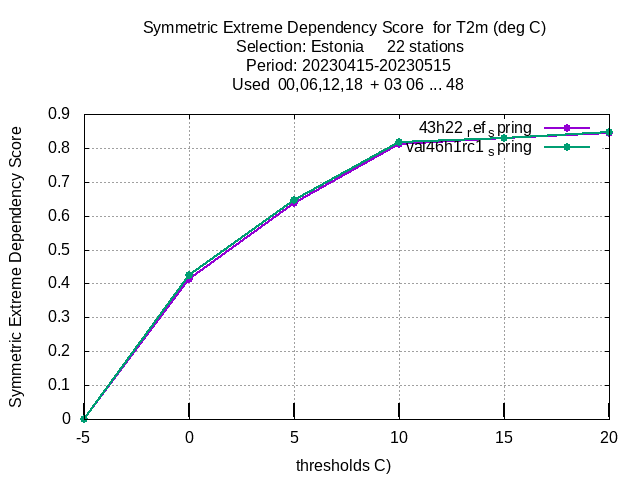 Symmetric Extreme Dependency Score for T2m (deg C)
Selection: Estonia 22 stations
Period: 20230415-20230515
Used 00,06,12,18 + 03 06 ... 48
Symmetric Extreme Dependency Score
0.9
0.8
0.7
0.6
0.5
0.4
0.3
0.2
0.1
0
43h22 ref spring
var46h1rc1 spring
-5 0 5 10 15 20
thresholds C)